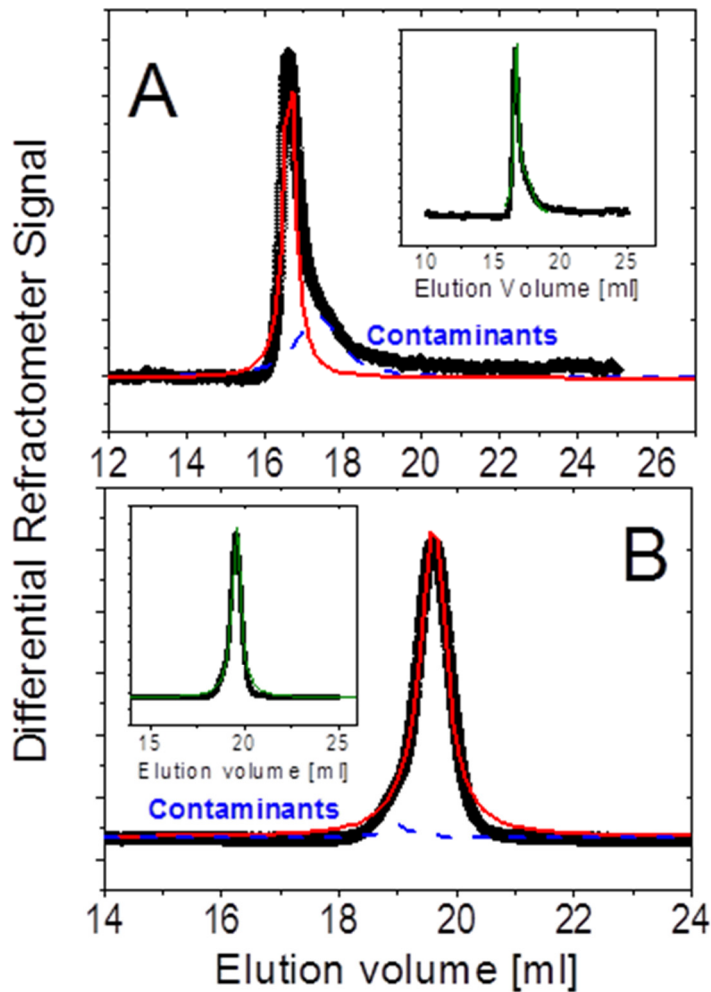 Differential Refractometer Signal
A
10 15 20 25
Elution Volume [ml]
Contaminants
12 14 16 18 20 22 24 26
B
15 20 25
Elution volume [ml]
Contaminants
14 16 18 20 22 24
Elution volume [ml]